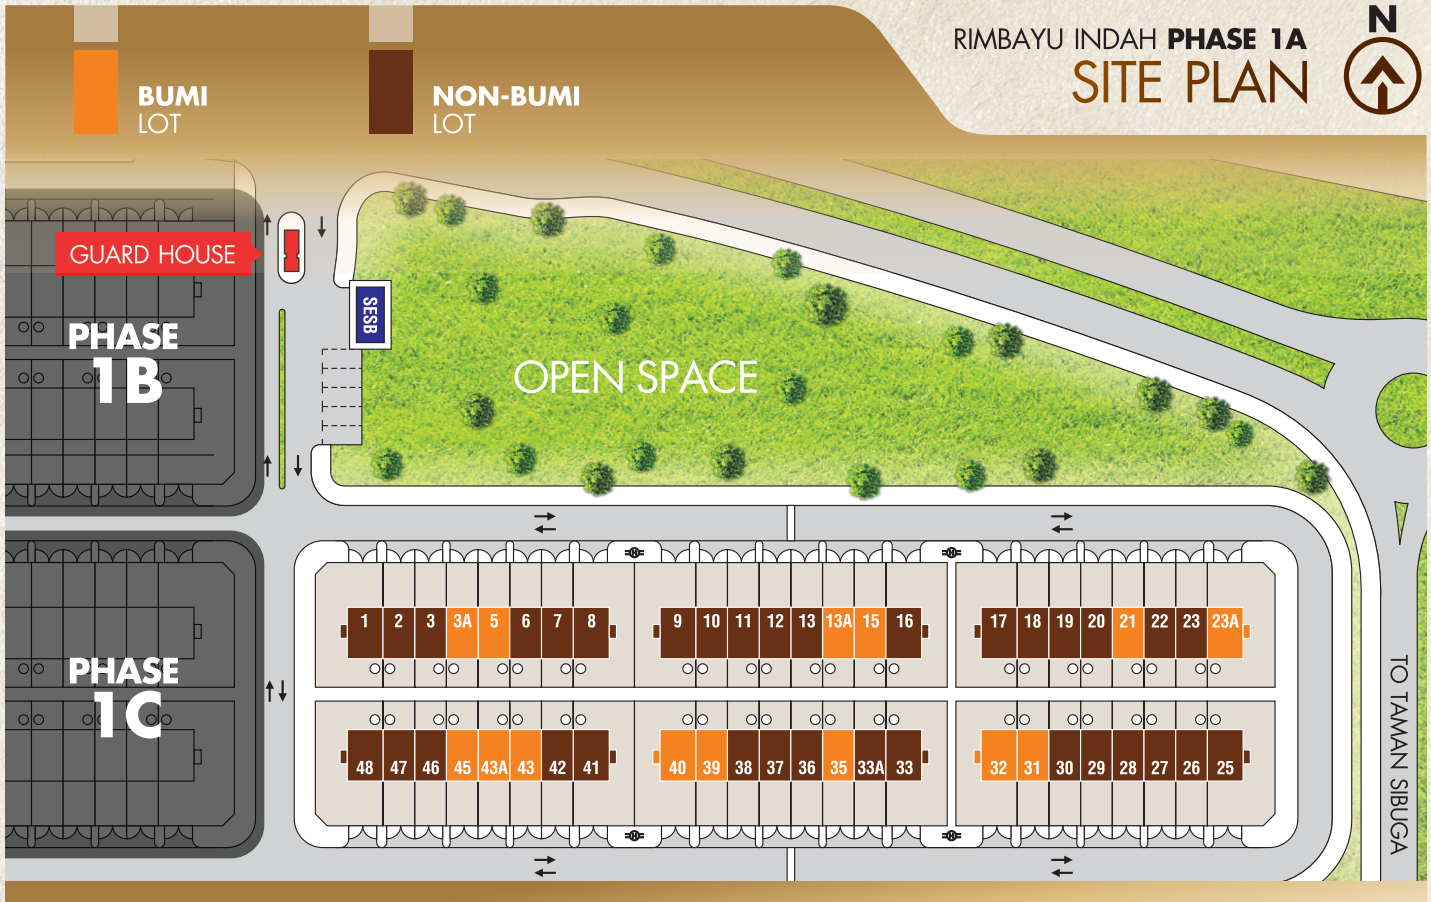 BUMI
LOT
NON-BUMI
LOT
RIMBAYU INDAH PHASE 1A
SITE PLAN
N
GUARD HOUSE
SESB
PHASE
1B
OPEN SPACE
PHASE
1C
1 2 3 3A 5 6 7 8
9 10 11 12 13 13A 15 16
17 18 19 20 21 22 23 23A
48 47 46 45 43A 43 42 41
40 39 38 37 36 35 33A 33
32 31 30 29 28 27 26 25
TO TAMAN SIBUGA